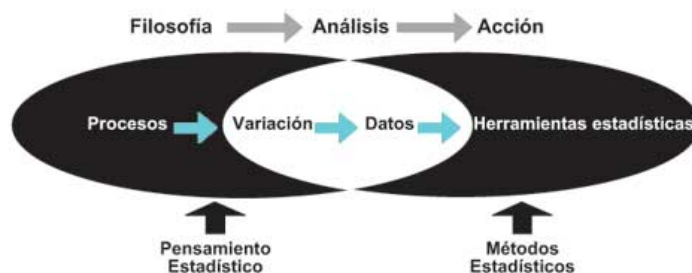 Filosofía Análisis Acción
Procesos Variación Datos Herramientas estadísticas
Pensamiento
Estadístico
Métodos
Estadísticos